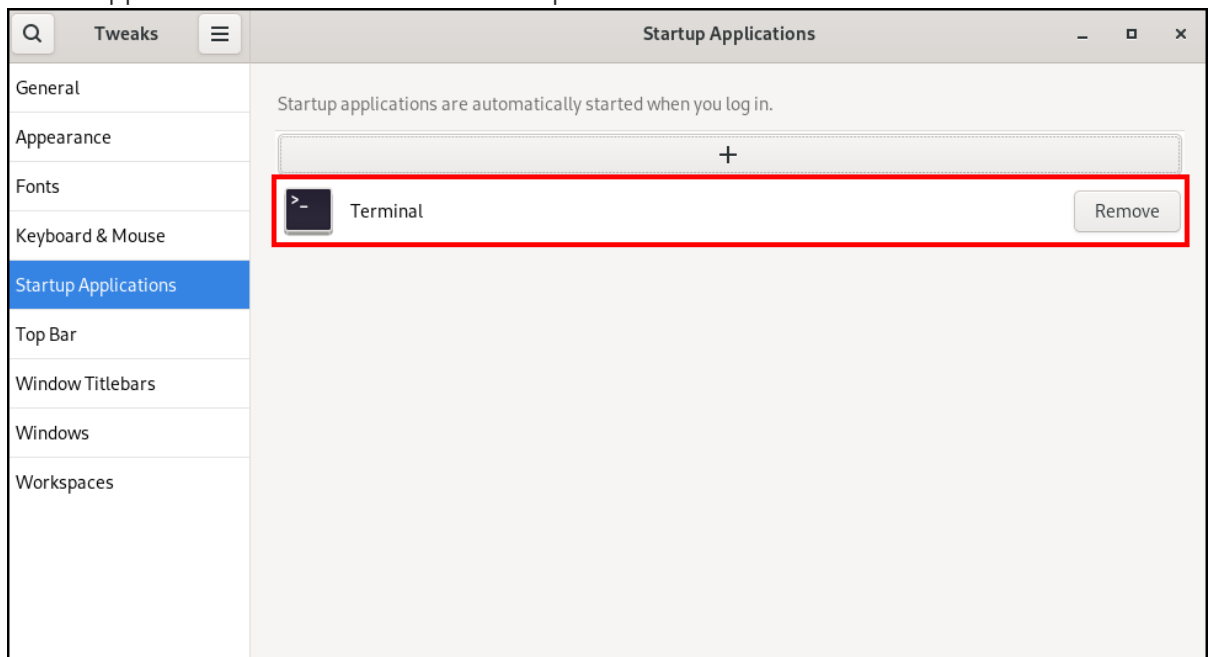 Tweaks
Startup Applications
General
Appearance
Fonts
Keyboard & Mouse
Startup Applications
Top Bar
Window Titlebars
Windows
Workspaces
Startup applications are automatically started when you log in.
+
>_
Terminal
Remove